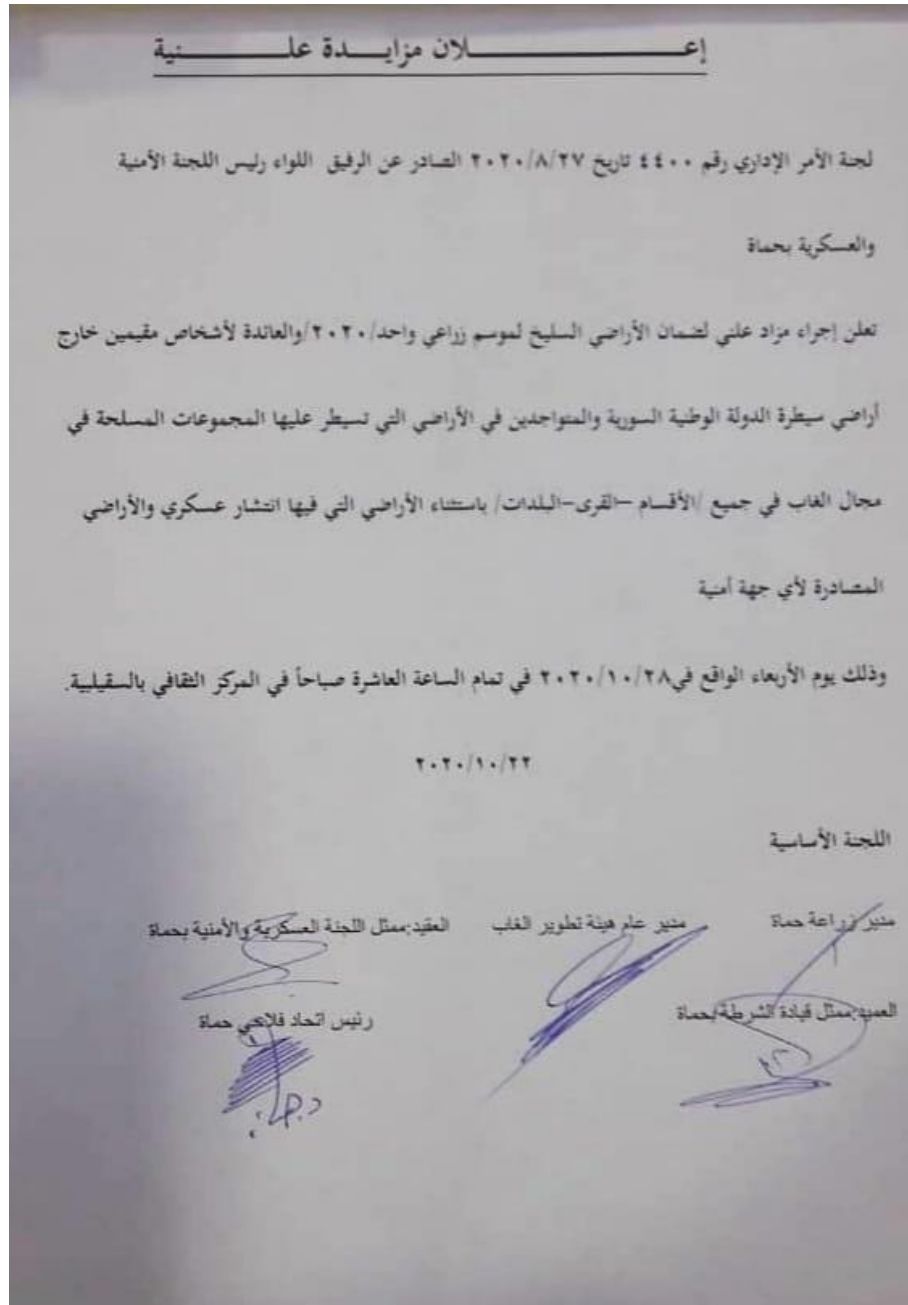 إعـــــلان مزايـــدة علـــــنية
لجنة الأمر الإداري رقم ٤٤٠٠ تاريخ ٢٠٢٠/٨/٢٧ الصادر عن الرفيق اللواء رئيس اللجنة الأمنية
والعسكرية بحماة
تعلن إجراء مزاد علني لضمان الأراضي السليخ لموسم زراعي واحد/٢٠٢٠/والعائدة لأشخاص مقيمين خارج
أراضي سيطرة الدولة الوطنية السورية والمتواجدين في الأراضي التي تسيطر عليها المجموعات المسلحة في
مجال الغاب في جميع /الأقسام –القرى–البلدات/ باستثناء الأراضي التي فيها انتشار عسكري والأراضي
المصادرة لأي جهة أمنية
وذلك يوم الأربعاء الواقع في٢٠٢٠/١٠/٢٨ في تمام الساعة العاشرة صباحاً في المركز الثقافي بالسقيلبية.
٢٠٢٠/١٠/٢٢
اللجنة الأساسية
مدير زراعة حماة مدير عام هيئة تطوير الغاب العقيد:ممثل اللجنة العسكرية والأمنية بحماة
العميد:ممثل قيادة الشرطة بحماة رئيس اتحاد فلاحي حماة